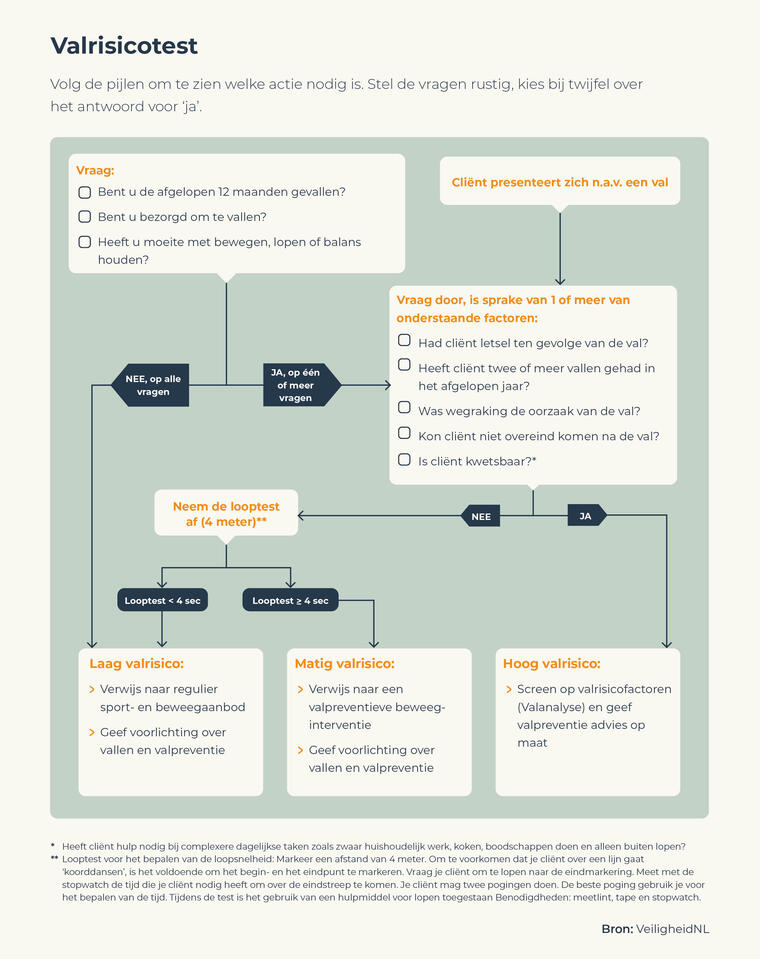 Valrisicotest
Volg de pijlen om te zien welke actie nodig is. Stel de vragen rustig, kies bij twijfel over
het antwoord voor ‘ja’.
Vraag:
Bent u de afgelopen 12 maanden gevallen?
Bent u bezorgd om te vallen?
Heeft u moeite met bewegen, lopen of balans
houden?
Cliënt presenteert zich n.a.v. een val
Vraag door, is sprake van 1 of meer van
onderstaande factoren:
Had cliënt letsel ten gevolge van de val?
Heeft cliënt twee of meer vallen gehad in
het afgelopen jaar?
Was wegraking de oorzaak van de val?
Kon cliënt niet overeind komen na de val?
Is cliënt kwetsbaar?*
NEE, op alle
vragen
JA, op één
of meer
vragen
Neem de looptest
af (4 meter)**
NEE
JA
Looptest < 4 sec
Looptest ≥ 4 sec
Laag valrisico:
Verwijs naar regulier
sport- en beweegaanbod
Geef voorlichting over
vallen en valpreventie
Matig valrisico:
Verwijs naar een
valpreventieve beweeg-
interventie
Geef voorlichting over
vallen en valpreventie
Hoog valrisico:
Screen op valrisicofactoren
(Valanalyse) en geef
valpreventie advies op
maat
* Heeft cliënt hulp nodig bij complexere dagelijkse taken zoals zwaar huishoudelijk werk, koken, boodschappen doen en alleen buiten lopen?
** Looptest voor het bepalen van de loopsnelheid: Markeer een afstand van 4 meter. Om te voorkomen dat je cliënt over een lijn gaat
‘koorddansen’, is het voldoende om het begin- en het eindpunt te markeren. Vraag je cliënt om te lopen naar de eindmarkering. Meet met de
stopwatch de tijd die je cliënt nodig heeft om over de eindstreep te komen. Je cliënt mag twee pogingen doen. De beste poging gebruik je voor
het bepalen van de tijd. Tijdens de test is het gebruik van een hulpmiddel voor lopen toegestaan Benodigdheden: meetlint, tape en stopwatch.
Bron: VeiligheidNL